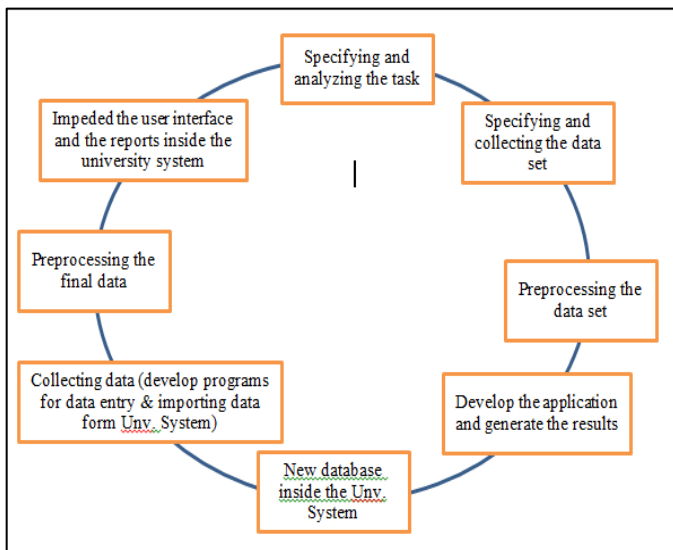 Specifying and
analyzing the task
Specifying and
collecting the data
set
Preprocessing the
data set
Develop the application
and generate the results
New database
inside the Unv.
System
Collecting data (develop programs
for data entry & importing data
form Unv. System)
Preprocessing the
final data
Impeded the user interface
and the reports inside the
university system